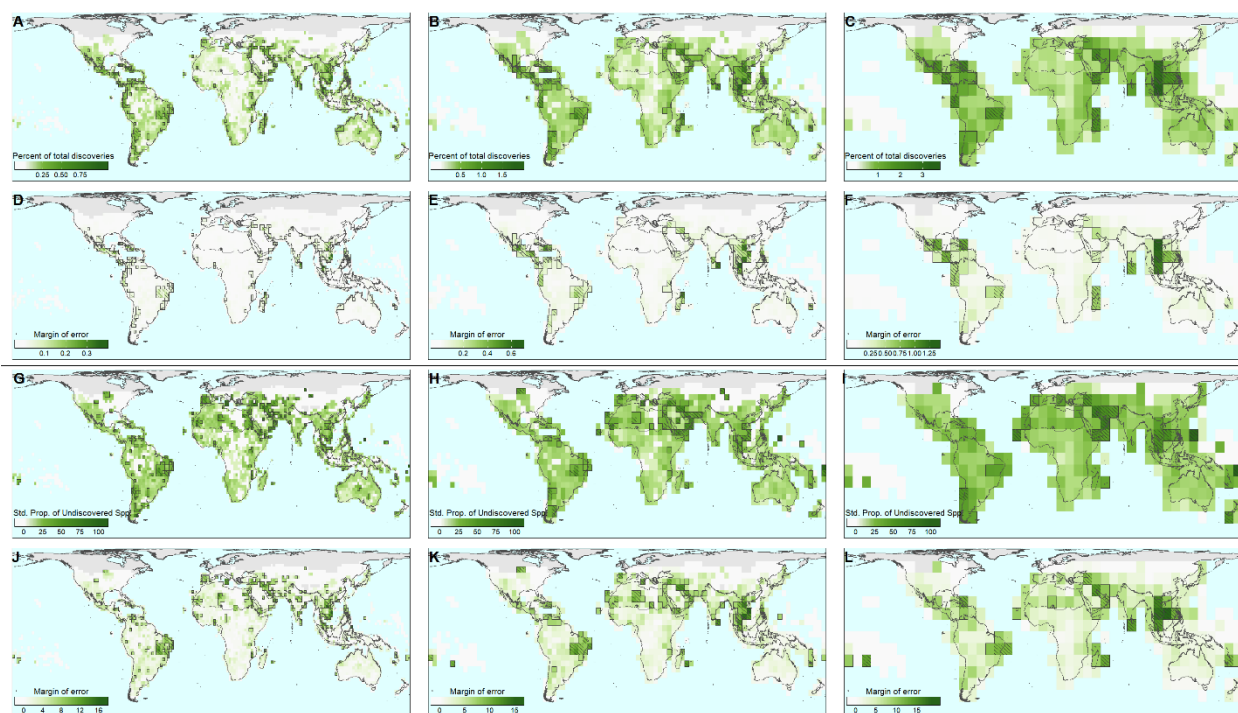 A
B
C
Percent of total discoveries
0.25 0.50 0.75
Percent of total discoveries
0.5 1.0 1.5
Percent of total discoveries
1 2 3
D
E
F
Margin of error
0.1 0.2 0.3
Margin of error
0.2 0.4 0.6
Margin of error
0.25 0.50 0.75 1.00 1.25
G
H
I
Std. Prop. of Undiscovered Spp
0 25 50 75 100
Std. Prop. of Undiscovered Spp
0 25 50 75 100
Std. Prop. of Undiscovered Spp
0 25 50 75 100
J
K
L
Margin of error
0 4 8 12 16
Margin of error
0 5 10 15
Margin of error
0 5 10 15